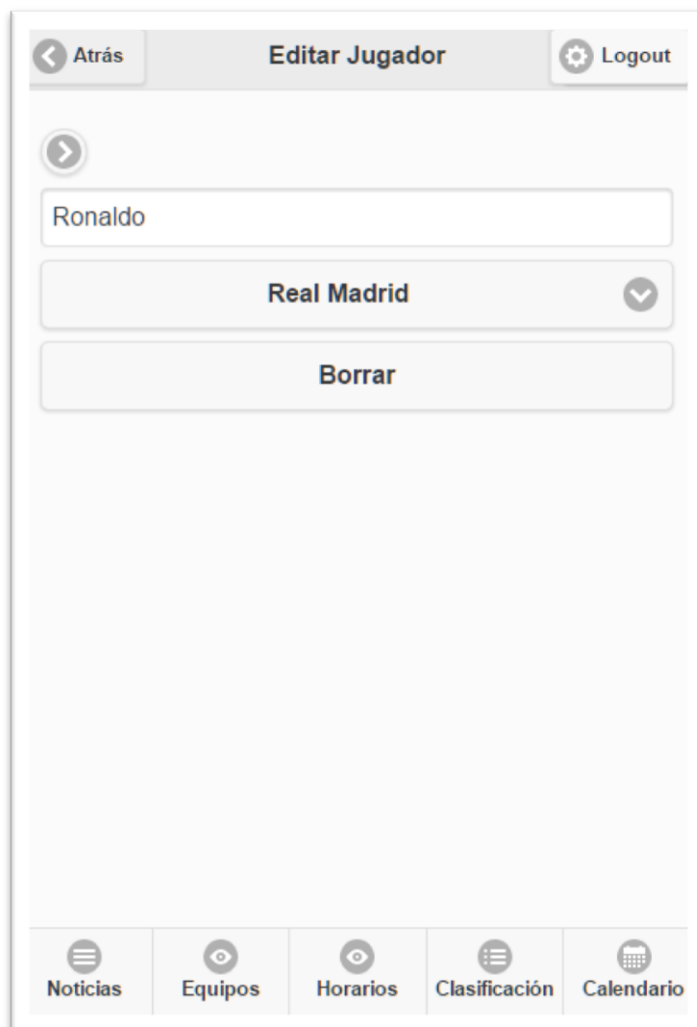 Atrás Editar Jugador Logout
Ronaldo
Real Madrid
Borrar
Noticias Equipos Horarios Clasificación Calendario